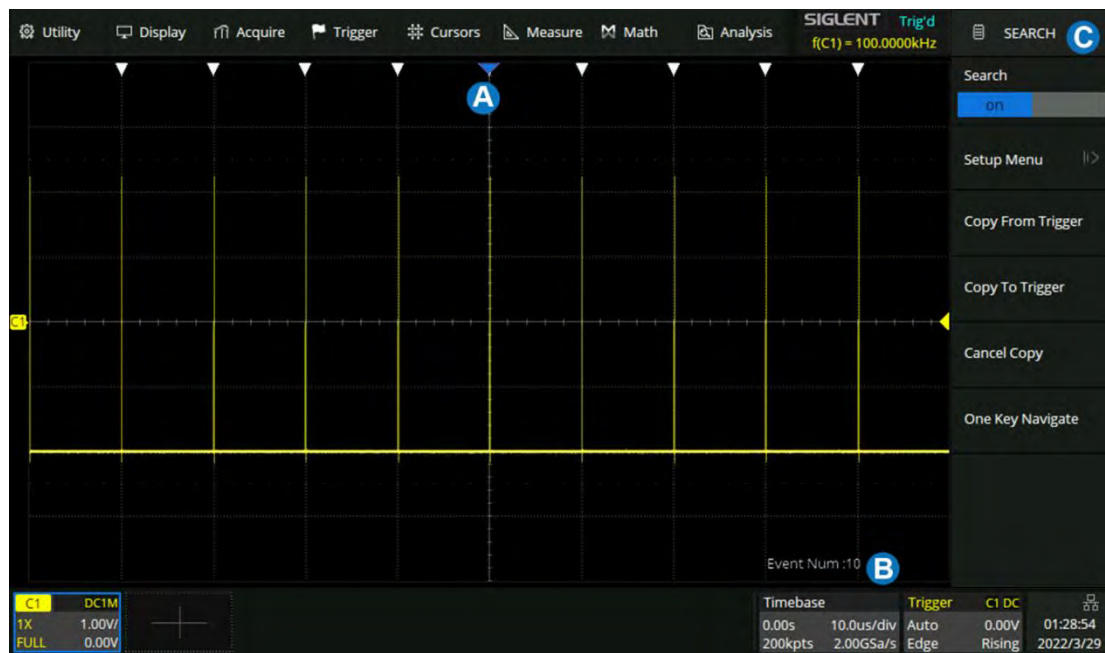 Utility Display Acquire Trigger Cursors Measure Math Analysis
SIGLENT Trig'd
f(C1) = 100.0000kHz
SEARCH C
Search
on
Setup Menu
Copy From Trigger
Copy To Trigger
Cancel Copy
One Key Navigate
A
C1
Event Num :10 B
C1 DC1M
1X 1.00V/
FULL 0.00V
Timebase
0.00s 10.0us/div
200kpts 2.00GSa/s
Trigger C1 DC
Auto 0.00V
Edge Rising
01:28:54
2022/3/29